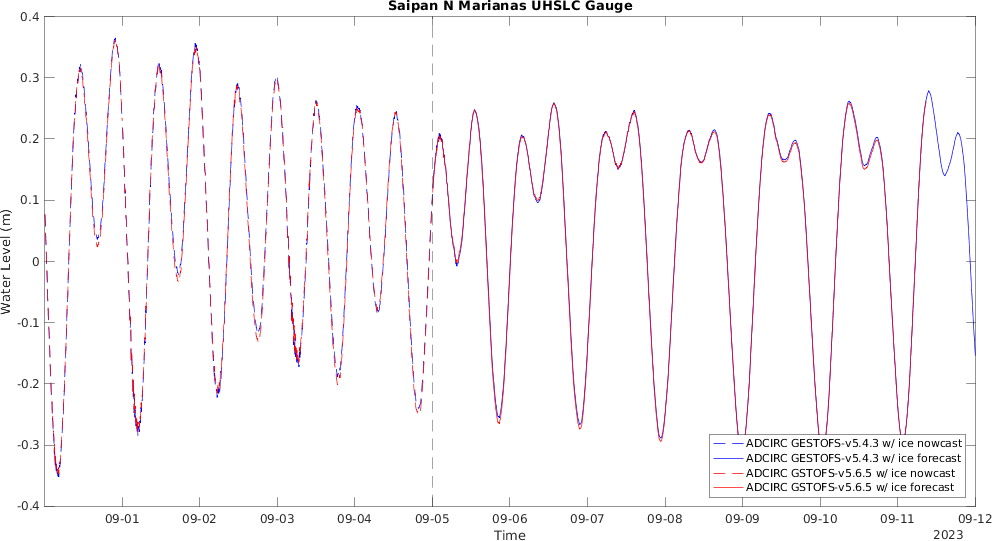 Saipan N Marianas UHSLC Gauge
0.4
0.3
0.2
0.1
0
-0.1
-0.2
-0.3
-0.4
Water Level (m)
ADCIRC GESTOFS-v5.4.3 w/ ice nowcast
ADCIRC GESTOFS-v5.4.3 w/ ice forecast
ADCIRC GSTOFS-v5.6.5 w/ ice nowcast
ADCIRC GSTOFS-v5.6.5 w/ ice forecast
09-01 09-02 09-03 09-04 09-05 09-06 09-07 09-08 09-09 09-10 09-11 09-12
Time
2023